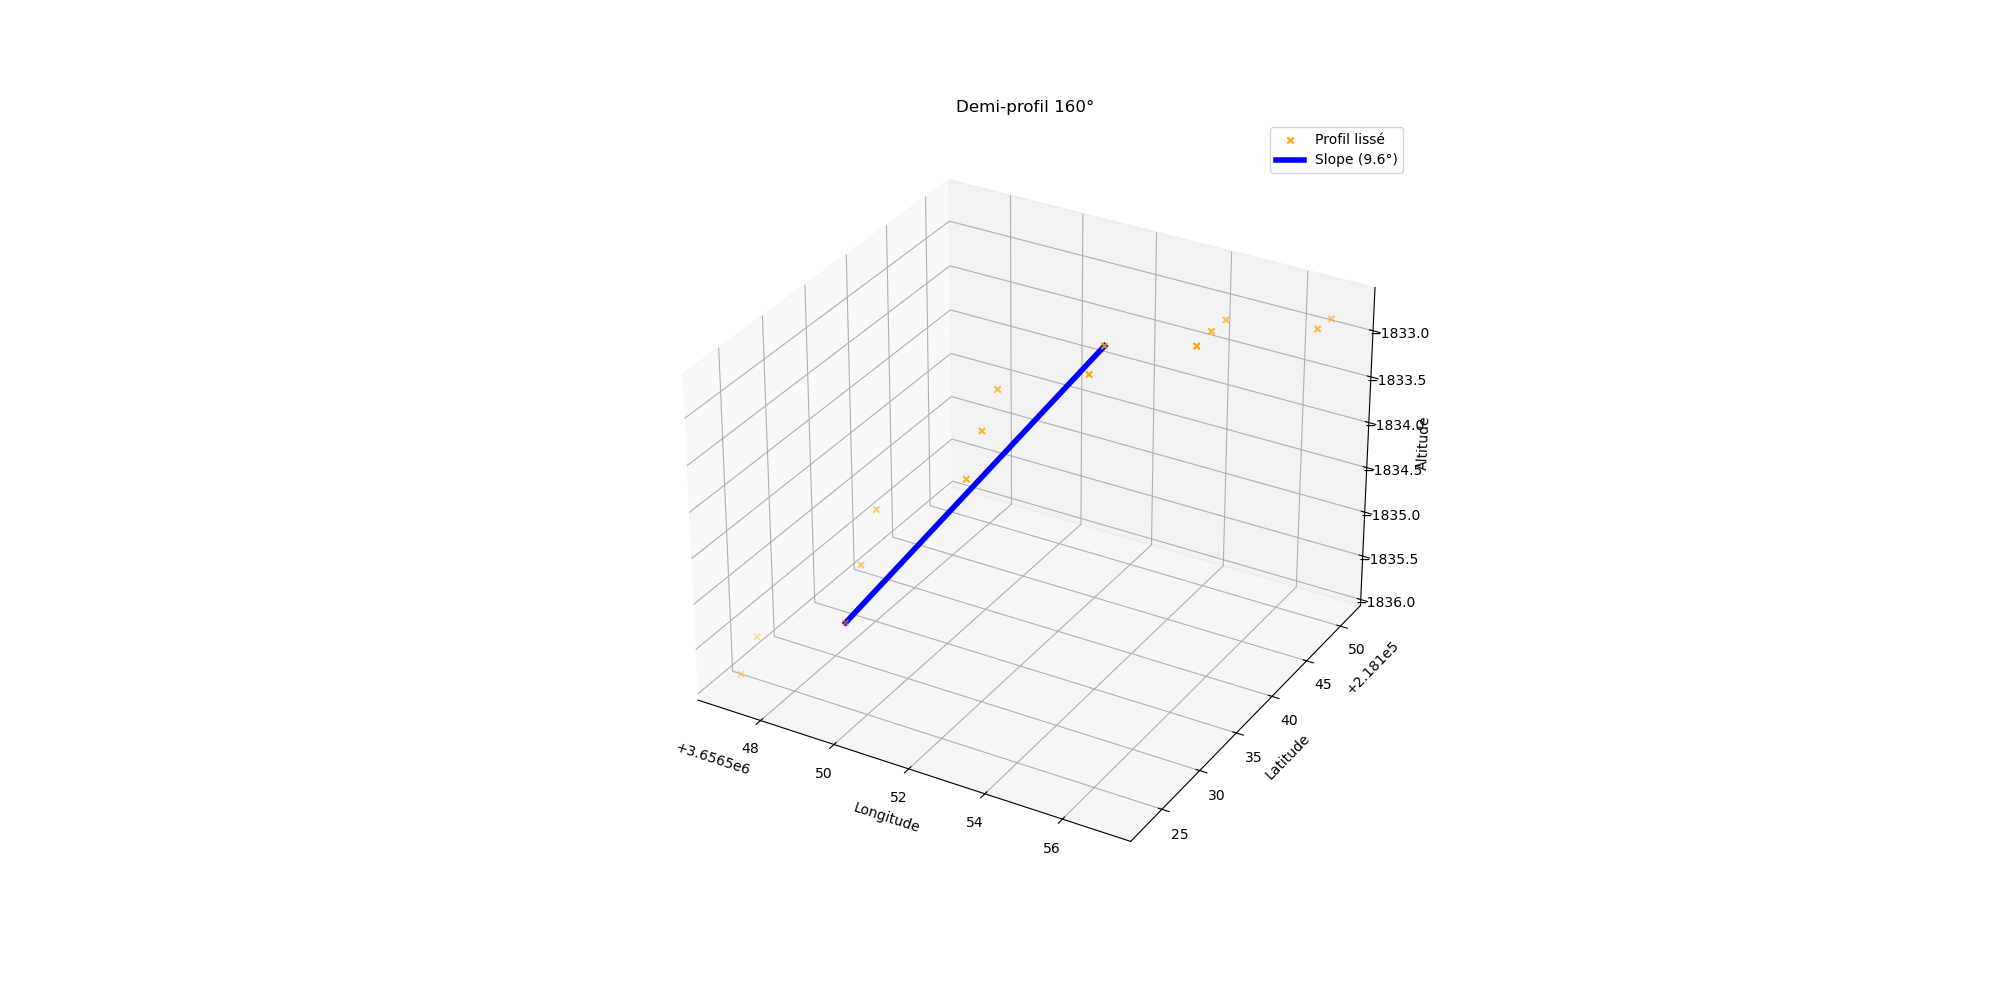 Demi-profil 160°
Profil lissé
Slope (9.6°)
−1833.0
−1833.5
−1834.0
−1834.5
−1835.0
−1835.5
−1836.0
Altitude
50
45
40
35
30
25
+2.181e5
Latitude
48
50
52
54
56
+3.6565e6
Longitude